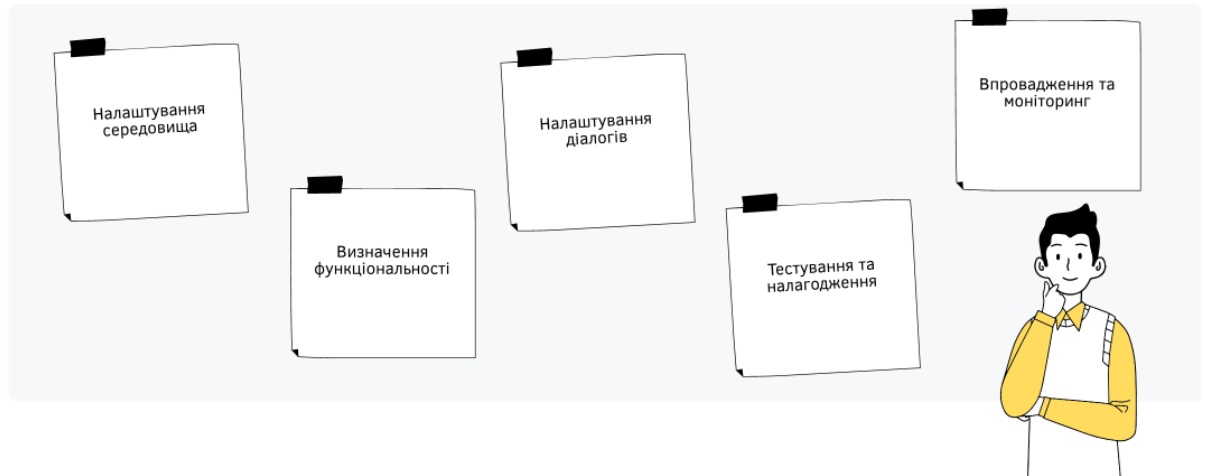 Налаштування
середовища
Визначення
функціональності
Налаштування
діалогів
Тестування та
налагодження
Впровадження та
моніторинг